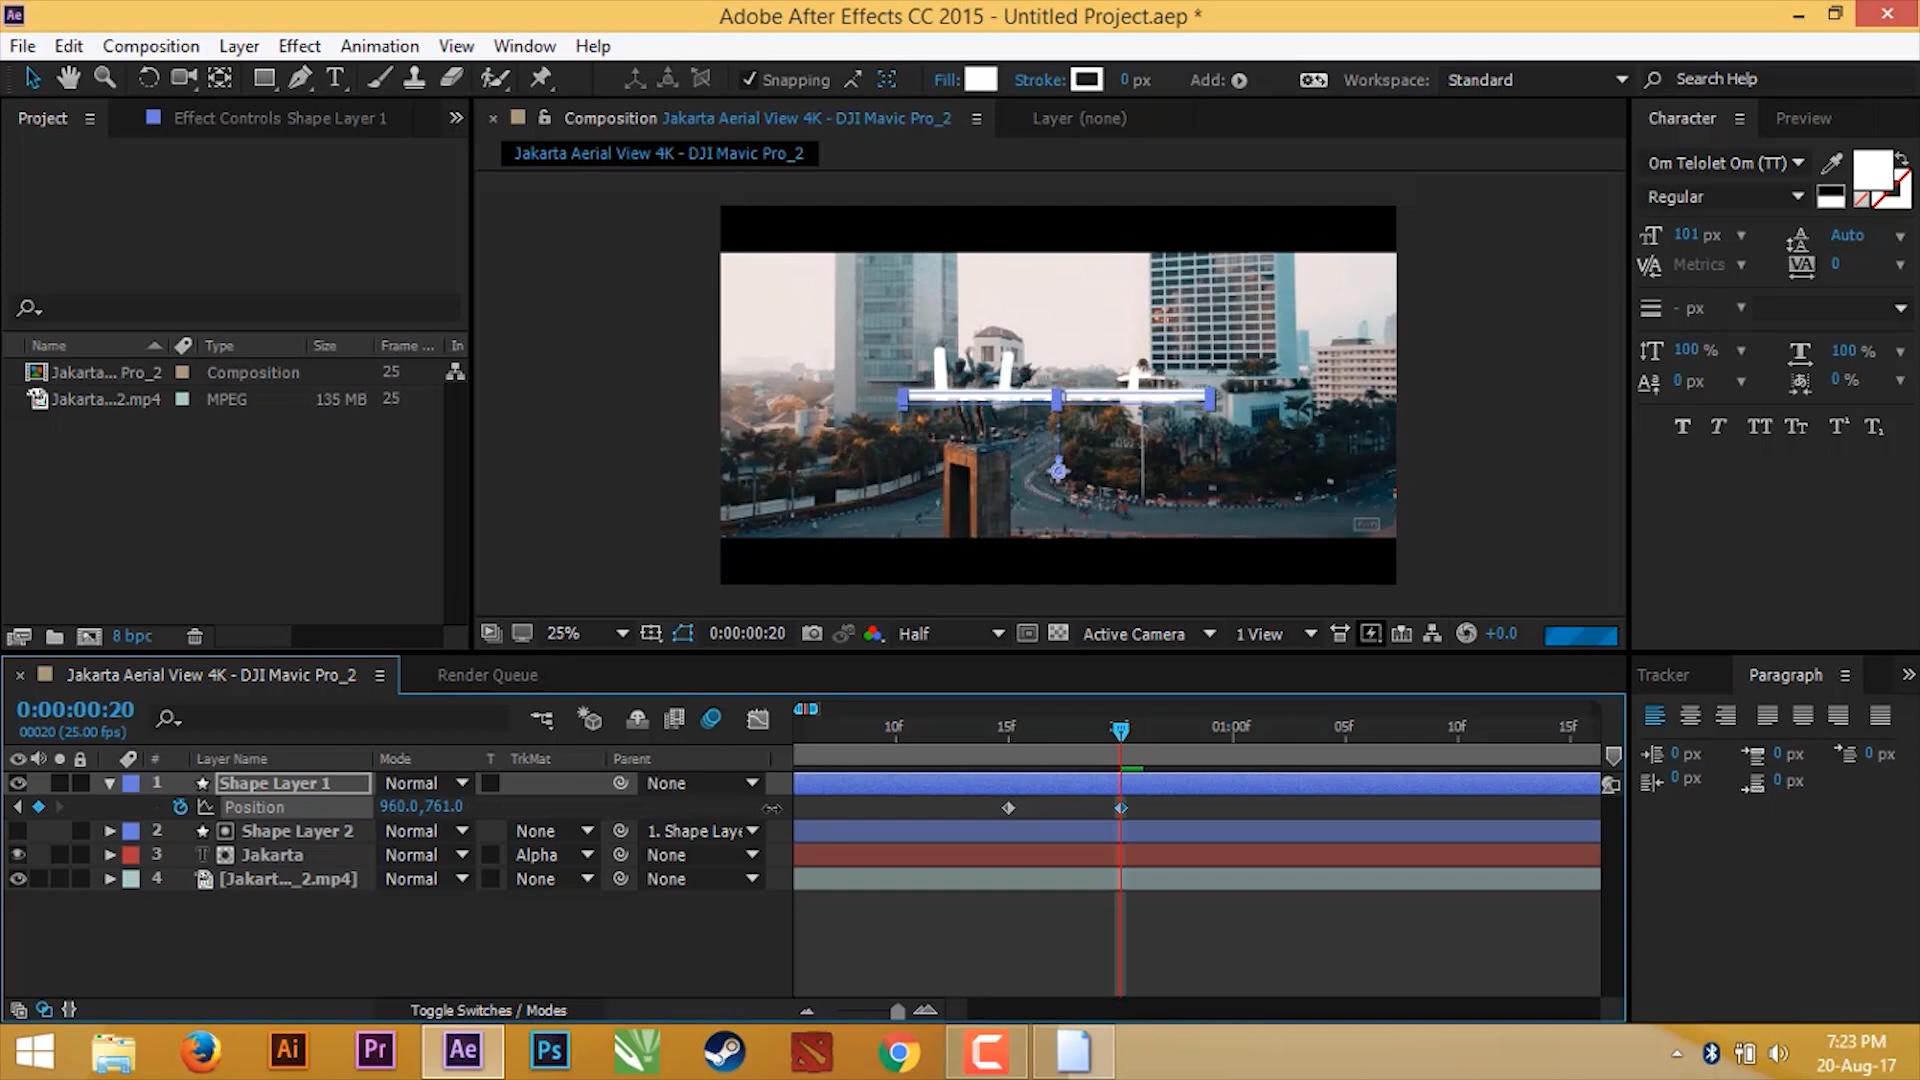 Ae
Adobe After Effects CC 2015 - Untitled Project.aep *
File Edit Composition Layer Effect Animation View Window Help
Snapping Fill: Stroke: 0 px Add: Workspace: Standard Search Help
Project Effect Controls Shape Layer 1
Composition Jakarta Aerial View 4K - DJI Mavic Pro_2 Layer (none)
Jakarta Aerial View 4K - DJI Mavic Pro_2
Character Preview
Om Telolet Om (TT)
Regular
101 px Auto
Metrics 0
- px
100 % 100 %
0 px 0 %
Name Type Size Frame ... In
Jakarta... Pro_2 Composition 25
Jakarta...2.mp4 MPEG 135 MB 25
8 bpc
25% 0:00:00:20 Half Active Camera 1 View +0.0
Jakarta Aerial View 4K - DJI Mavic Pro_2 Render Queue
0:00:00:20
00020 (25.00 fps)
10f 15f 01:00f 05f 10f 15f
# Layer Name Mode T TrkMat Parent
1 Shape Layer 1 Normal None
Position 960.0,761.0
2 Shape Layer 2 Normal None 1. Shape Laye
3 T Jakarta Normal Alpha None
4 [Jakart..._2.mp4] Normal None None
Toggle Switches / Modes
Tracker Paragraph
0 px 0 px 0 px
0 px 0 px
Ai Pr Ae Ps
7:23 PM
20-Aug-17